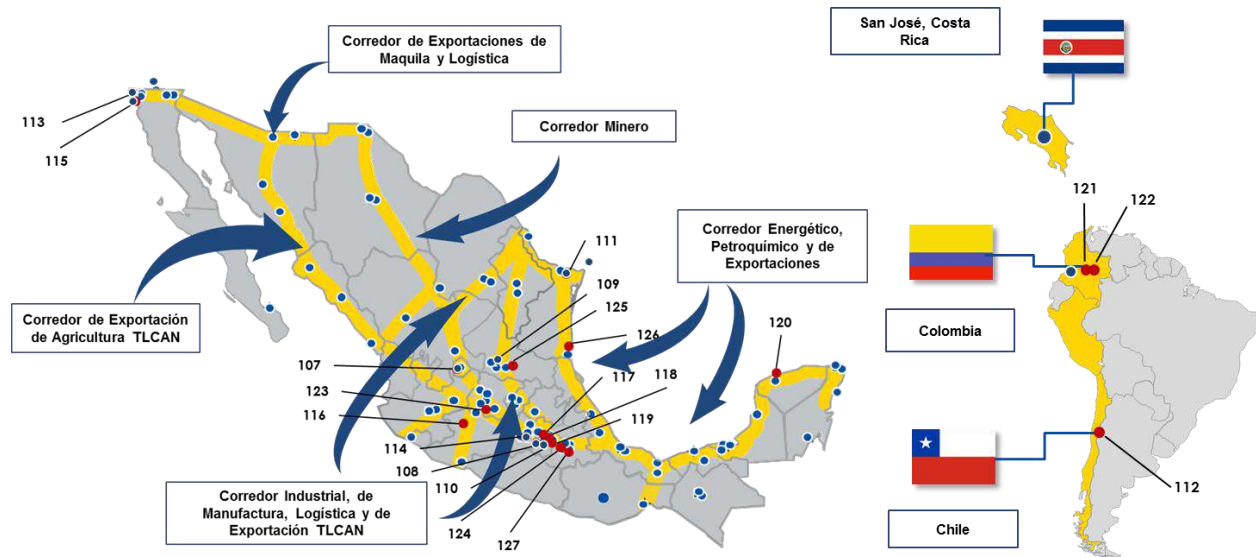 Corredor de Exportaciones de
Maquila y Logística
San José, Costa
Rica
113
115
Corredor Minero
121
122
Corredor Energético,
Petroquímico y de
Exportaciones
111
109
125
Corredor de Exportación
de Agricultura TLCAN
Colombia
126
120
107
117
118
123
119
116
114
108
110
112
Corredor Industrial, de
Manufactura, Logística y de
Exportación TLCAN
124
127
Chile